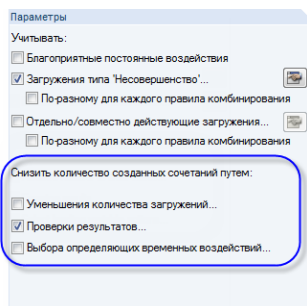 Параметры
Учитывать:
Благоприятные постоянные воздействия
Загружения типа 'Несовершенство'...
По-разному для каждого правила комбинирования
Отдельно/совместно действующие загружения...
По-разному для каждого правила комбинирования
Снизить количество созданных сочетаний путем:
Уменьшения количества загружений...
Проверки результатов...
Выбора определяющих временных воздействий...